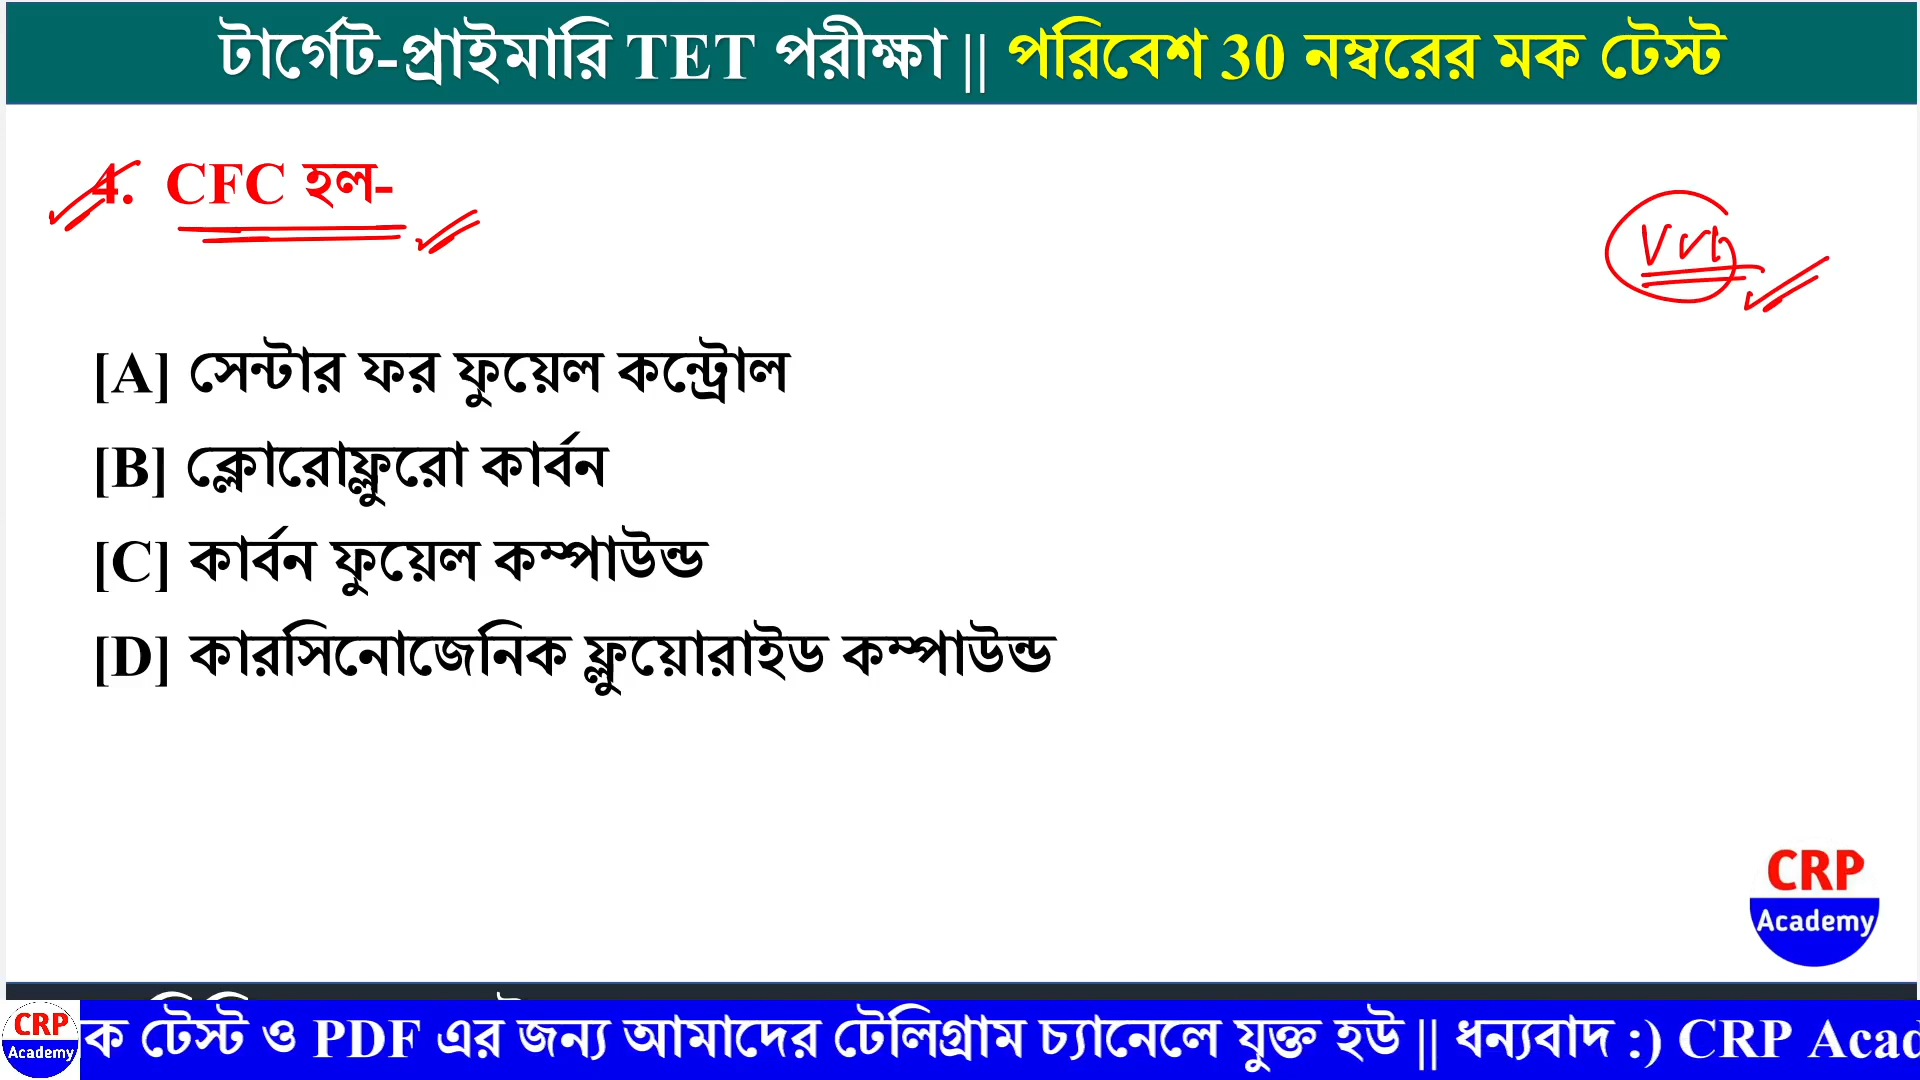 টার্গেট-প্রাইমারি TET পরীক্ষা || পরিবেশ 30 নম্বরের মক টেস্ট
4. CFC হল-
[A] সেন্টার ফর ফুয়েল কন্ট্রোল
[B] ক্লোরোফ্লুরো কার্বন
[C] কার্বন ফুয়েল কম্পাউন্ড
[D] কারসিনোজেনিক ফ্লুয়োরাইড কম্পাউন্ড
CRP
Academy
CRP
Academy
ক টেস্ট ও PDF এর জন্য আমাদের টেলিগ্রাম চ্যানেলে যুক্ত হউ || ধন্যবাদ :) CRP Acad